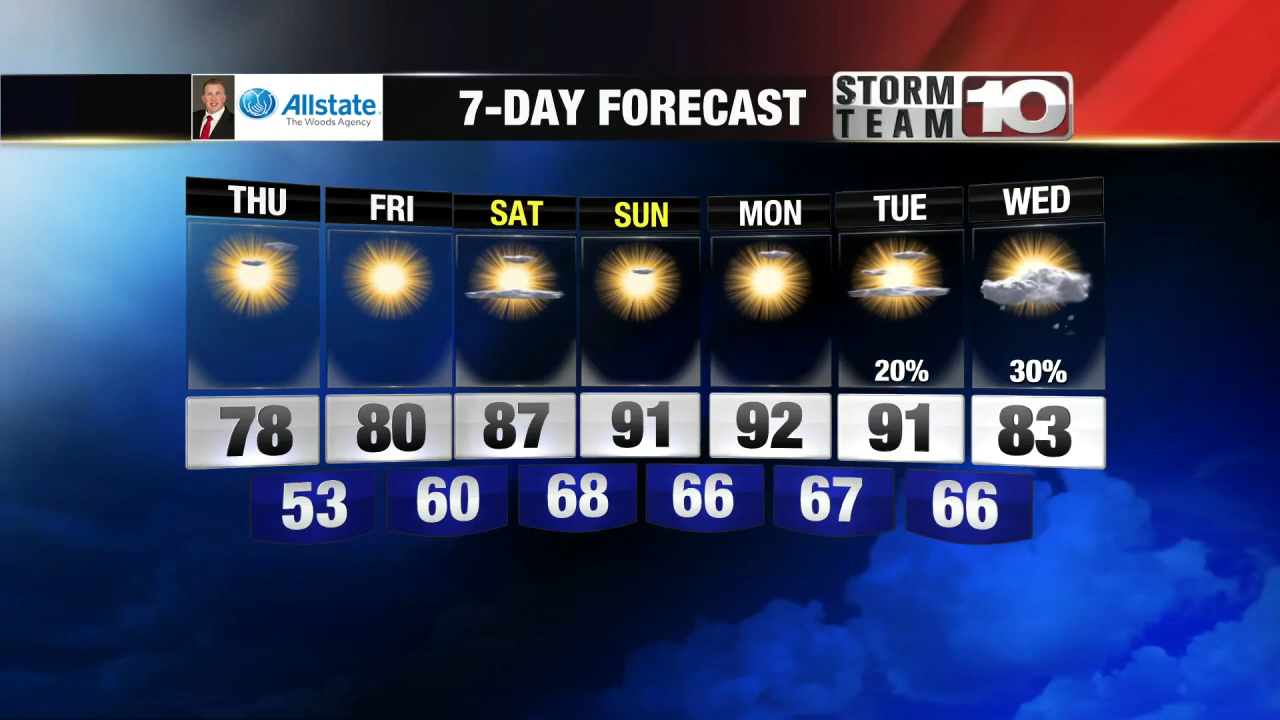 Allstate
The Woods Agency
7-DAY FORECAST
STORM
TEAM
10
THU FRI SAT SUN MON TUE WED
20% 30%
78 80 87 91 92 91 83
53 60 68 66 67 66